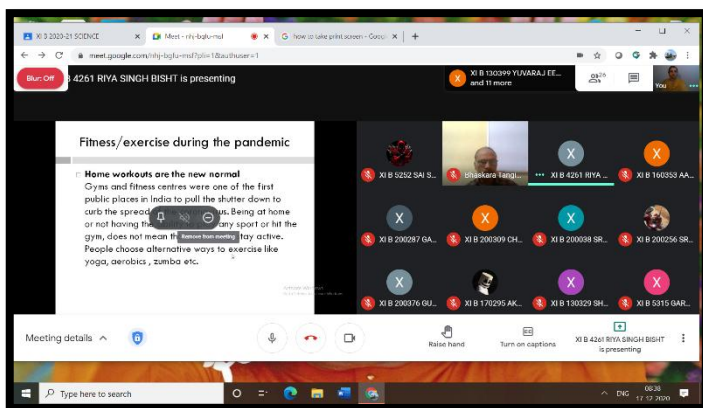 XI B 2020-21 SCIENCE
Meet - nhj-bgfu-msf
how to take print screen - Googl
meet.google.com/nhj-bgfu-msf?pli=1&authuser=1
Blur: Off
4261 RIYA SINGH BISHT is presenting
X
XI B 130399 YUVARAJ EE...
and 11 more
26
You
Fitness/exercise during the pandemic
Home workouts are the new normal
Gyms and fitness centres were one of the first
public places in India to pull the shutter down to
curb the spread us. Being at home
or not having the any sport or hit the
gym, does not mean th tay active.
Remove from meeting
People choose alternative ways to exercise like
yoga, aerobics , zumba etc.
XI B 5252 SAI S...
Bhaskara Tangi...
X
XI B 4261 RIYA ...
X
XI B 160353 AA...
X
XI B 200287 GA...
X
XI B 200309 CH...
X
XI B 200038 SR...
XI B 200256 SR...
X
XI B 200376 GU...
XI B 170295 AK...
X
XI B 130329 SH...
X
XI B 5315 GAR...
Meeting details
Raise hand
Turn on captions
XI B 4261 RIYA SINGH BISHT
is presenting
Type here to search
ENG
08:38
17-12-2020